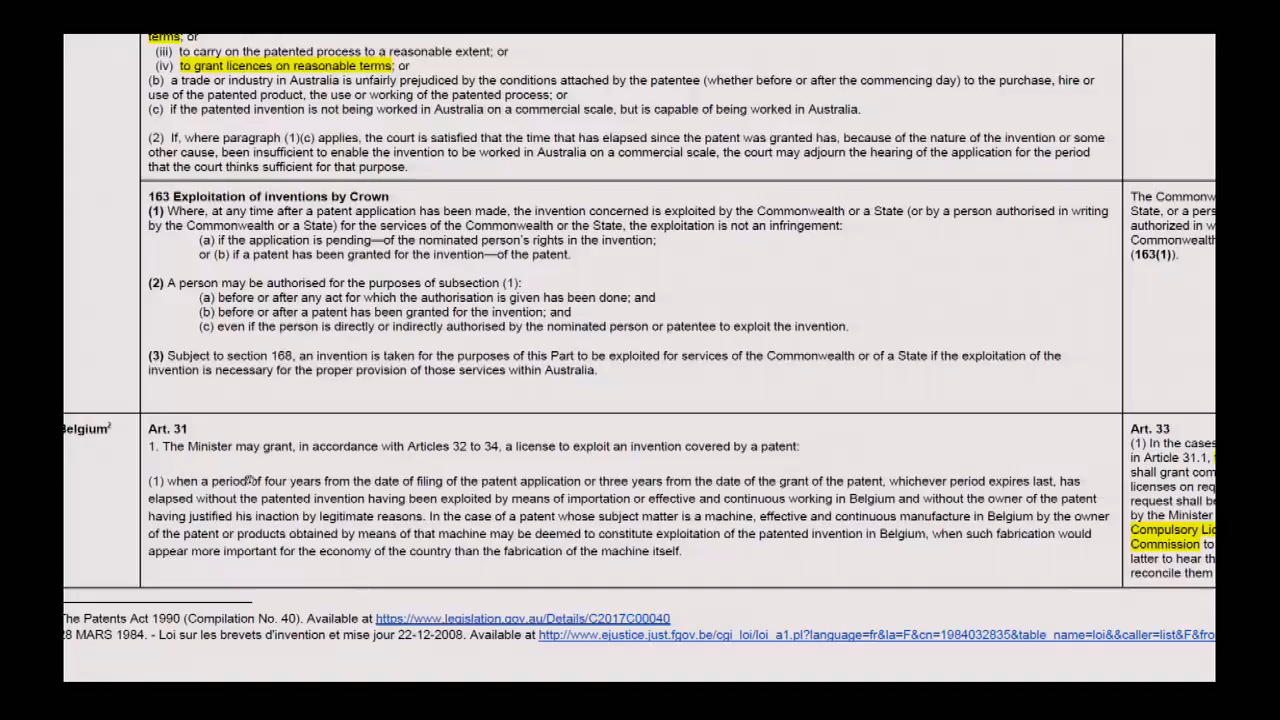 terms; or
(iii) to carry on the patented process to a reasonable extent; or
(iv) to grant licences on reasonable terms; or
(b) a trade or industry in Australia is unfairly prejudiced by the conditions attached by the patentee (whether before or after the commencing day) to the purchase, hire or
use of the patented product, the use or working of the patented process; or
(c) if the patented invention is not being worked in Australia on a commercial scale, but is capable of being worked in Australia.
(2) If, where paragraph (1)(c) applies, the court is satisfied that the time that has elapsed since the patent was granted has, because of the nature of the invention or some
other cause, been insufficient to enable the invention to be worked in Australia on a commercial scale, the court may adjourn the hearing of the application for the period
that the court thinks sufficient for that purpose.
163 Exploitation of inventions by Crown
(1) Where, at any time after a patent application has been made, the invention concerned is exploited by the Commonwealth or a State (or by a person authorised in writing
by the Commonwealth or a State) for the services of the Commonwealth or the State, the exploitation is not an infringement:
(a) if the application is pending—of the nominated person's rights in the invention;
or (b) if a patent has been granted for the invention—of the patent.
(2) A person may be authorised for the purposes of subsection (1):
(a) before or after any act for which the authorisation is given has been done; and
(b) before or after a patent has been granted for the invention; and
(c) even if the person is directly or indirectly authorised by the nominated person or patentee to exploit the invention.
(3) Subject to section 168, an invention is taken for the purposes of this Part to be exploited for services of the Commonwealth or of a State if the exploitation of the
invention is necessary for the proper provision of those services within Australia.
The Commonw
State, or a pers
authorized in w
Commonwealth
(163(1)).
Belgium²
Art. 31
1. The Minister may grant, in accordance with Articles 32 to 34, a license to exploit an invention covered by a patent:
(1) when a period of four years from the date of filing of the patent application or three years from the date of the grant of the patent, whichever period expires last, has
elapsed without the patented invention having been exploited by means of importation or effective and continuous working in Belgium and without the owner of the patent
having justified his inaction by legitimate reasons. In the case of a patent whose subject matter is a machine, effective and continuous manufacture in Belgium by the owner
of the patent or products obtained by means of that machine may be deemed to constitute exploitation of the patented invention in Belgium, when such fabrication would
appear more important for the economy of the country than the fabrication of the machine itself.
Art. 33
(1) In the cases
in Article 31.1,
shall grant com
licenses on req
request shall be
by the Minister
Compulsory Lic
Commission to
latter to hear th
reconcile them
The Patents Act 1990 (Compilation No. 40). Available at https://www.legislation.gov.au/Details/C2017C00040
28 MARS 1984. - Loi sur les brevets d'invention et mise jour 22-12-2008. Available at http://www.ejustice.just.fgov.be/cgi_loi/loi_a1.pl?language=fr&la=F&cn=1984032835&table_name=loi&&caller=list&F&fro